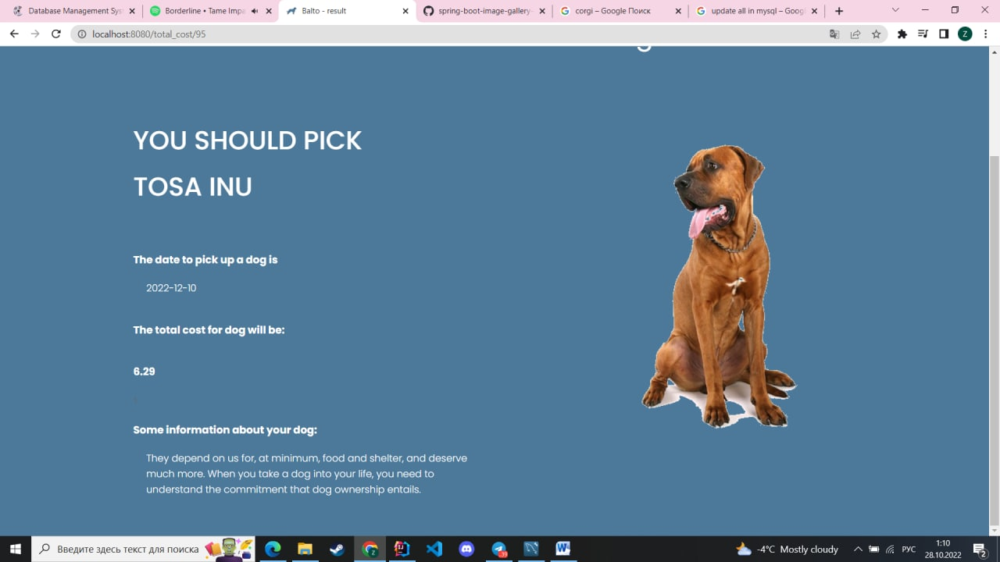 Database Management Sys
Borderline • Tame Impa
Balto - result
spring-boot-image-gallery-
corgi – Google Поиск
update all in mysql – Googl
localhost:8080/total_cost/95
Z
YOU SHOULD PICK
TOSA INU
The date to pick up a dog is
2022-12-10
The total cost for dog will be:
6.29
Some information about your dog:
They depend on us for, at minimum, food and shelter, and deserve
much more. When you take a dog into your life, you need to
understand the commitment that dog ownership entails.
Введите здесь текст для поиска
39
-4°C Mostly cloudy
РУС
1:10
28.10.2022
2